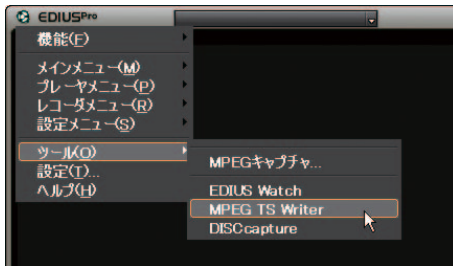 EDIUSPro
機能(F)
メインメニュー(M)
プレーヤメニュー(P)
レコーダメニュー(R)
設定メニュー(S)
ツール(O)
設定(T)...
ヘルプ(H)
MPEGキャプチャ...
EDIUS Watch
MPEG TS Writer
DISCcapture